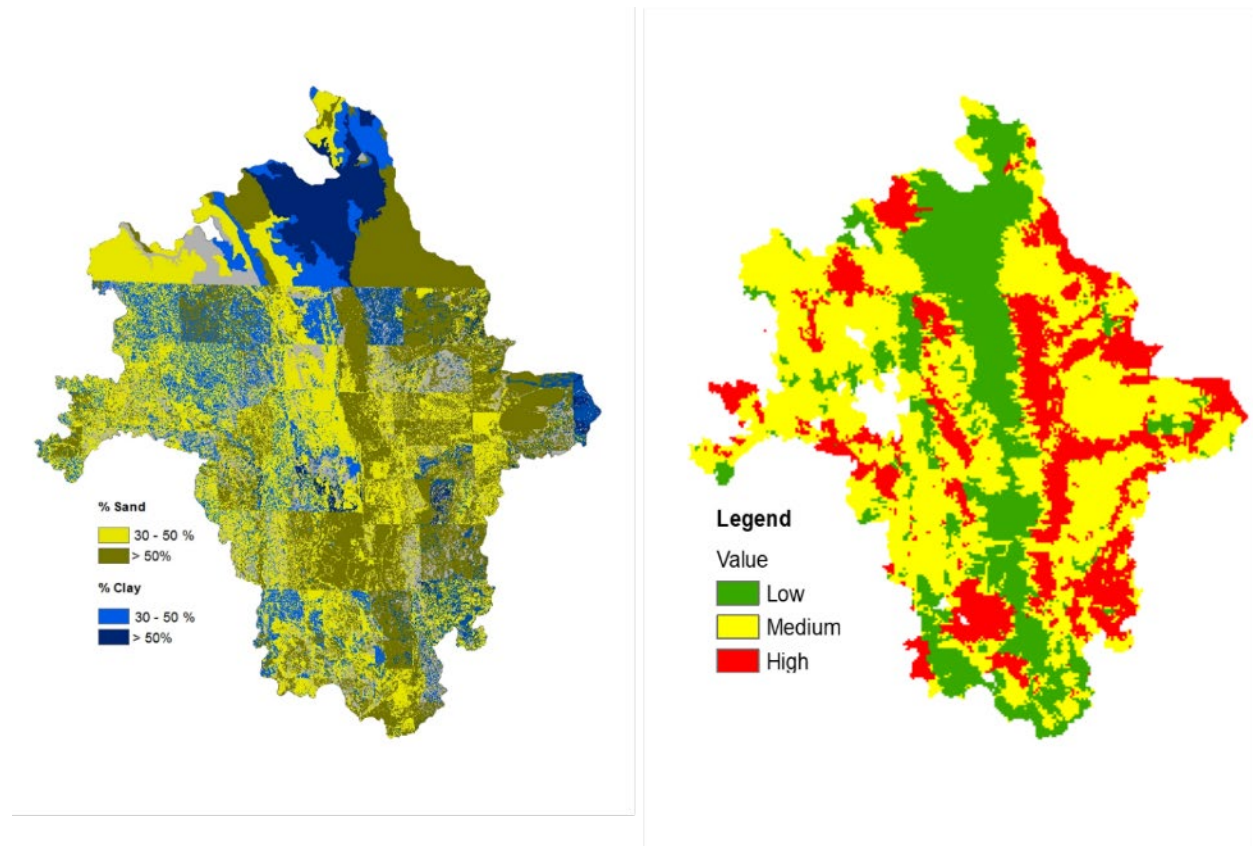 % Sand
30 - 50 %
> 50%
% Clay
30 - 50 %
> 50%
Legend
Value
Low
Medium
High